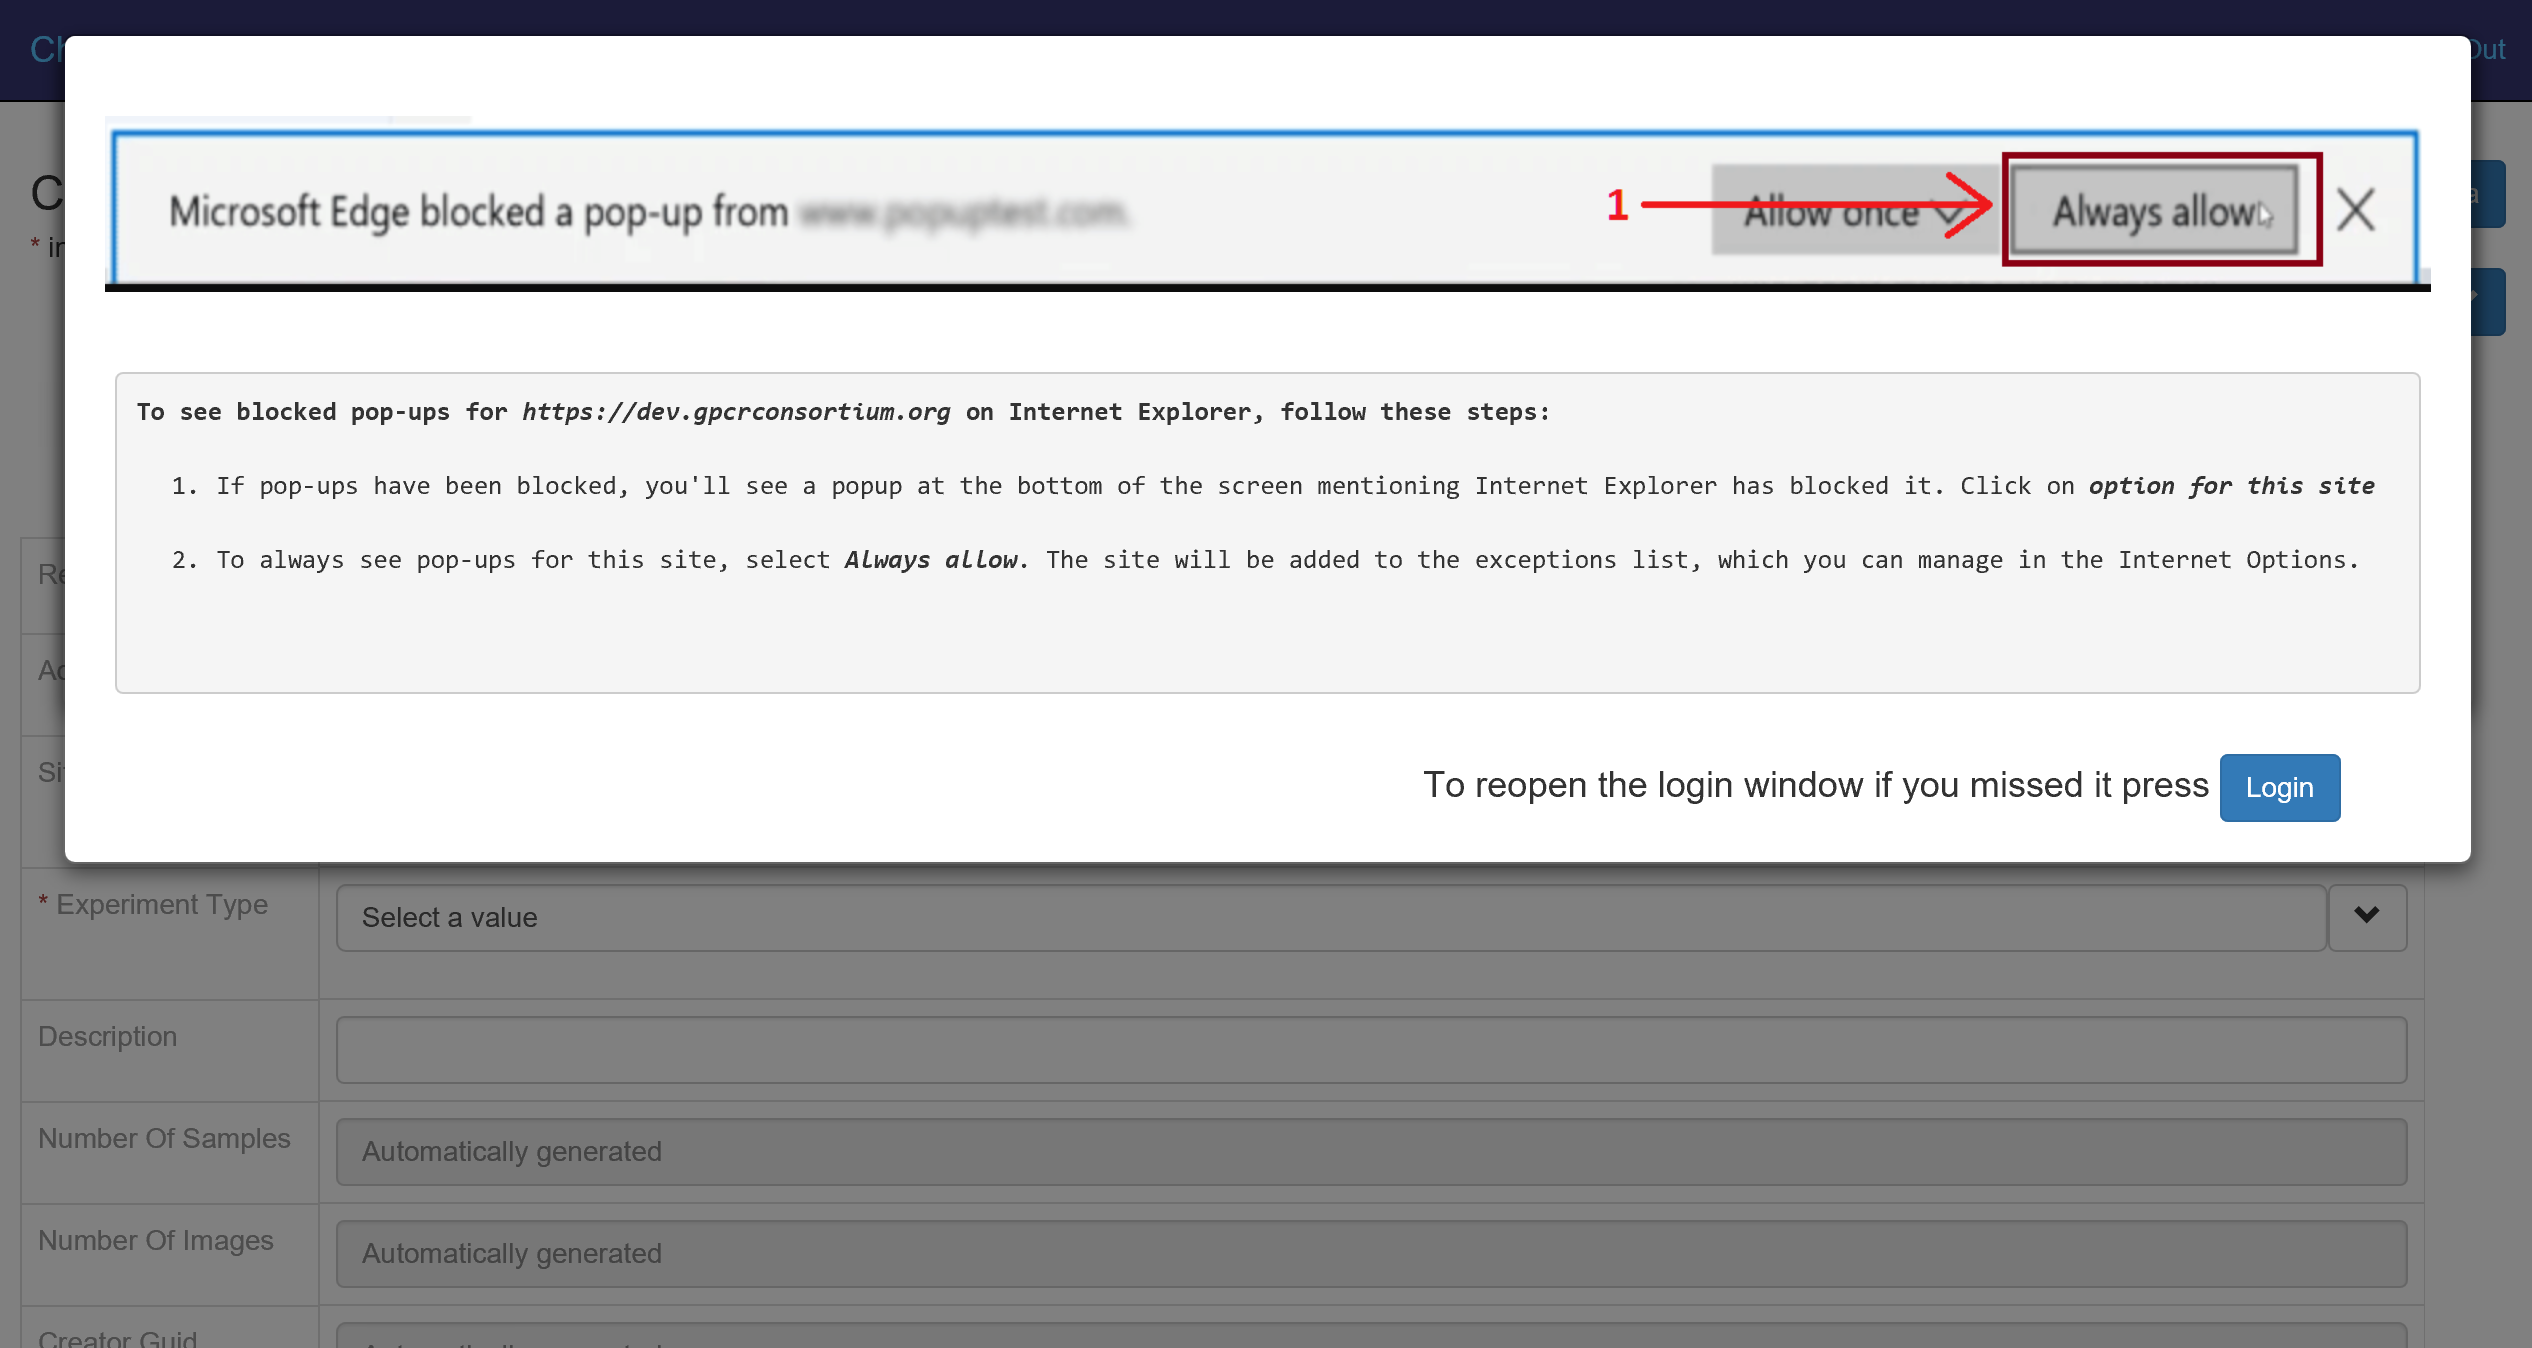 Out
* in
Microsoft Edge blocked a pop-up from www.popuptest.com.
1
Allow once
Always allow
To see blocked pop-ups for https://dev.gpcrconsortium.org on Internet Explorer, follow these steps:
1. If pop-ups have been blocked, you'll see a popup at the bottom of the screen mentioning Internet Explorer has blocked it. Click on option for this site
2. To always see pop-ups for this site, select Always allow. The site will be added to the exceptions list, which you can manage in the Internet Options.
To reopen the login window if you missed it press Login
* Experiment Type
Select a value
Description
Number Of Samples
Automatically generated
Number Of Images
Automatically generated
Creator Guid